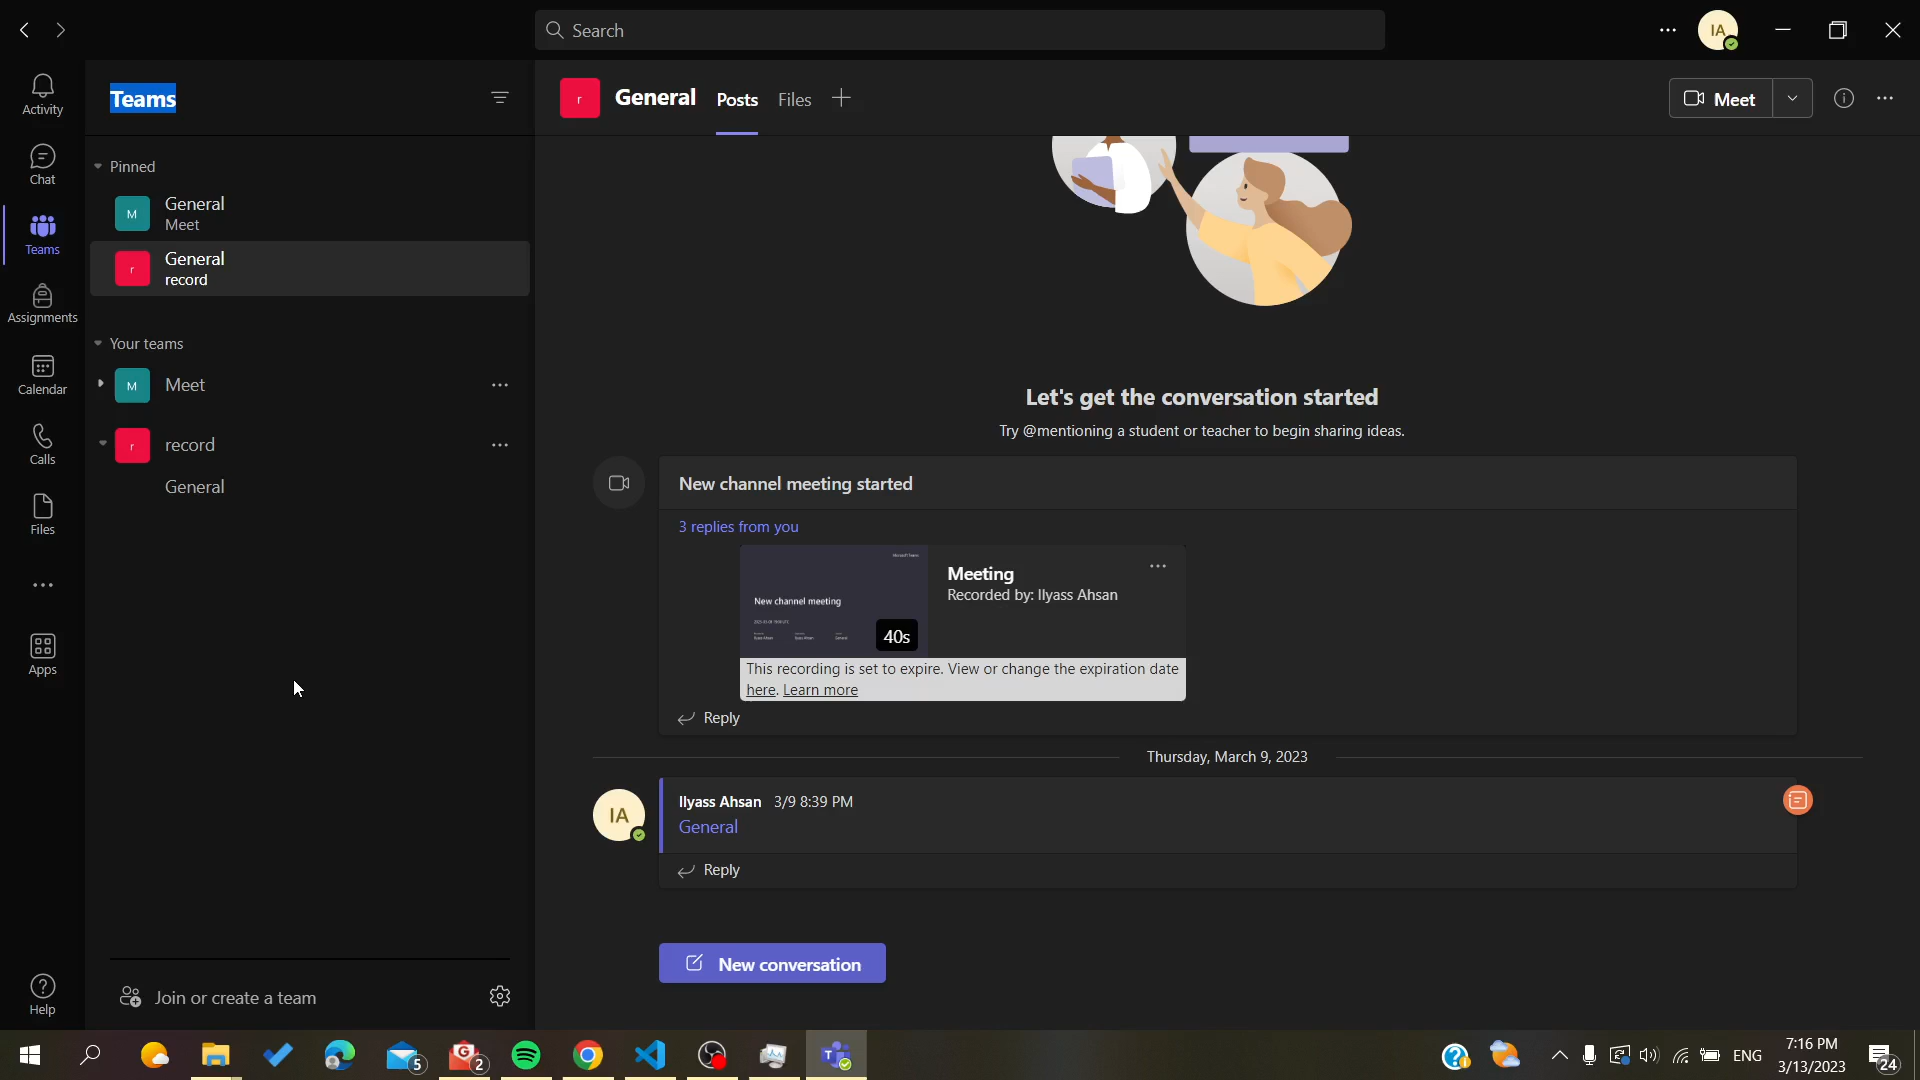 Search
IA
Activity
Chat
Teams
Assignments
Calendar
Calls
Files
Apps
Help
Teams
Pinned
M
General
Meet
r
General
record
Your teams
M
Meet
r
record
General
Join or create a team
r
General
Posts
Files
Meet
Let's get the conversation started
Try @mentioning a student or teacher to begin sharing ideas.
New channel meeting started
3 replies from you
New channel meeting
40s
Meeting
Recorded by: Ilyass Ahsan
This recording is set to expire. View or change the expiration date
here. Learn more
Reply
Thursday, March 9, 2023
IA
Ilyass Ahsan 3/9 8:39 PM
General
Reply
New conversation
5
2
ENG
7:16 PM
3/13/2023
24